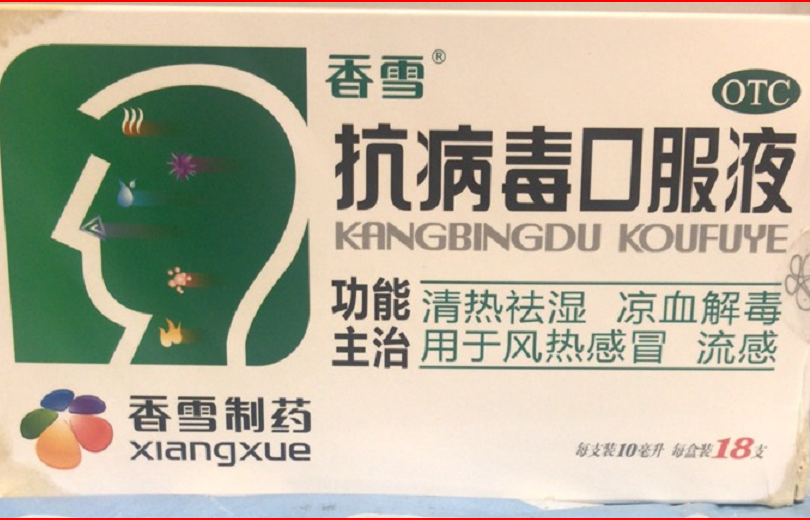 香雪®
OTC
抗病毒口服液
KANGBINGDU KOUFUYE
功能主治
清热祛湿 凉血解毒
用于风热感冒 流感
香雪制药
xiangxue
每支装10毫升 每盒装18支